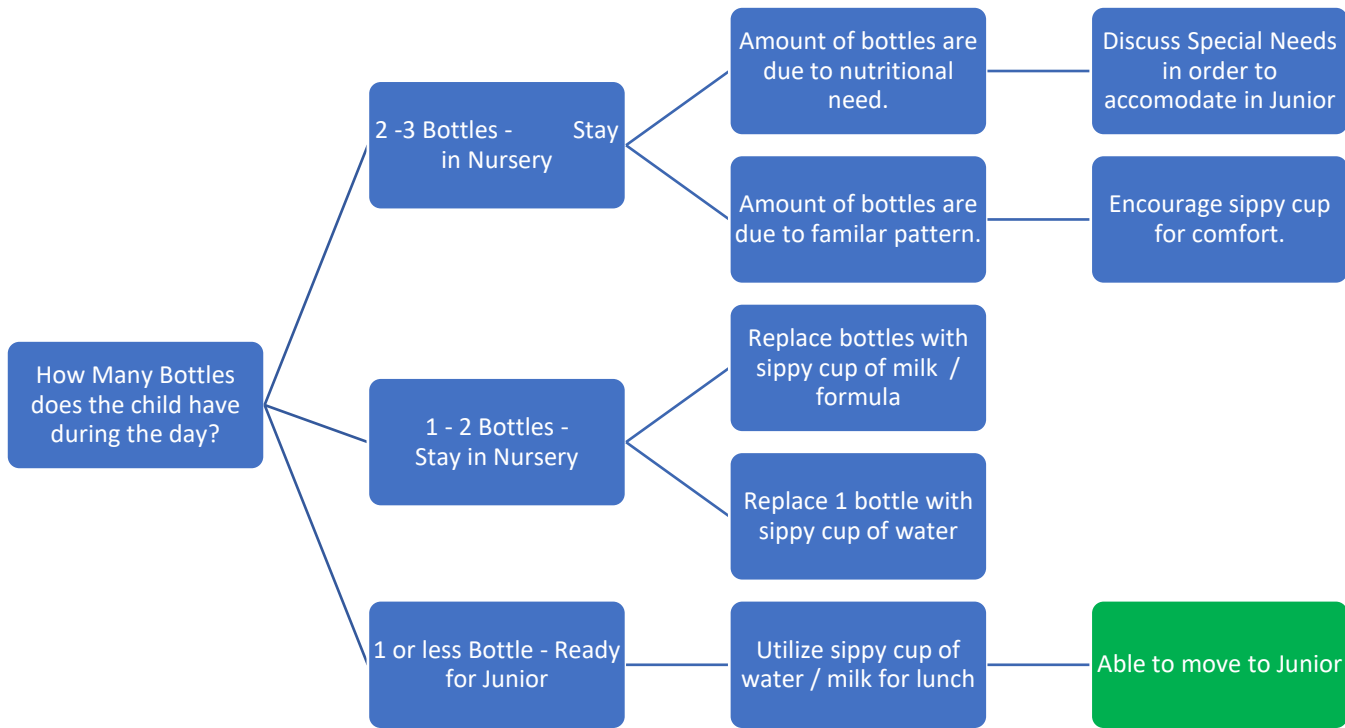 How Many Bottles
does the child have
during the day?
2 -3 Bottles - Stay
in Nursery
Amount of bottles are
due to nutritional
need.
Discuss Special Needs
in order to
accomodate in Junior
Amount of bottles are
due to familar pattern.
Encourage sippy cup
for comfort.
1 - 2 Bottles -
Stay in Nursery
Replace bottles with
sippy cup of milk /
formula
Replace 1 bottle with
sippy cup of water
1 or less Bottle - Ready
for Junior
Utilize sippy cup of
water / milk for lunch
Able to move to Junior